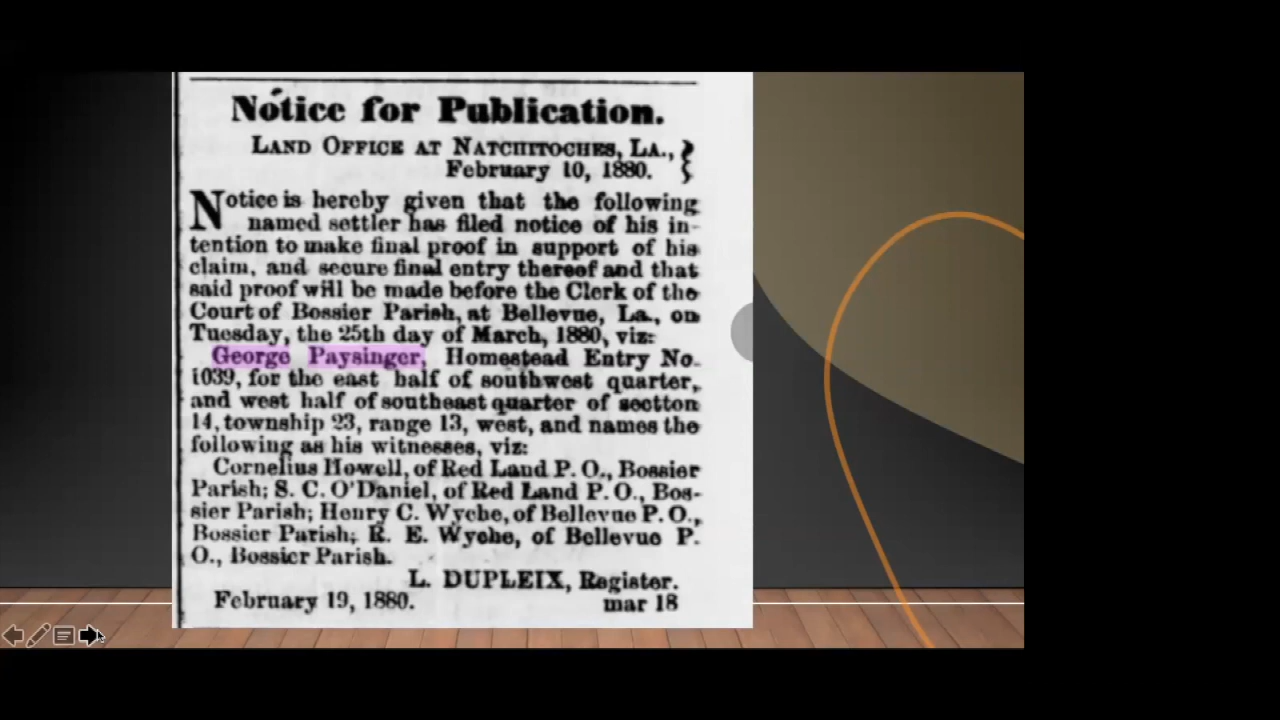 Notice for Publication.
LAND OFFICE AT NATCHITOCHES, LA.,
February 10, 1880.
Notice is hereby given that the following
named settler has filed notice of his in-
tention to make final proof in support of his
claim, and secure final entry thereof and that
said proof will be made before the Clerk of the
Court of Bossier Parish, at Bellevue, La., on
Tuesday, the 25th day of March, 1880, viz:
George Paysinger, Homestead Entry No.
1039, for the east half of southwest quarter,
and west half of southeast quarter of sectton
14, township 23, range 13, west, and names the
following as his witnesses, viz:
Cornelius Howell, of Red Land P. O., Bossier
Parish; S. C. O'Daniel, of Red Land P. O., Bos-
sier Parish; Henry C. Wyche, of Bellevue P. O.,
Bossier Parish; R. E. Wyche, of Bellevue P.
O., Bossier Parish.
L. DUPLEIX, Register.
February 19, 1880. mar 18